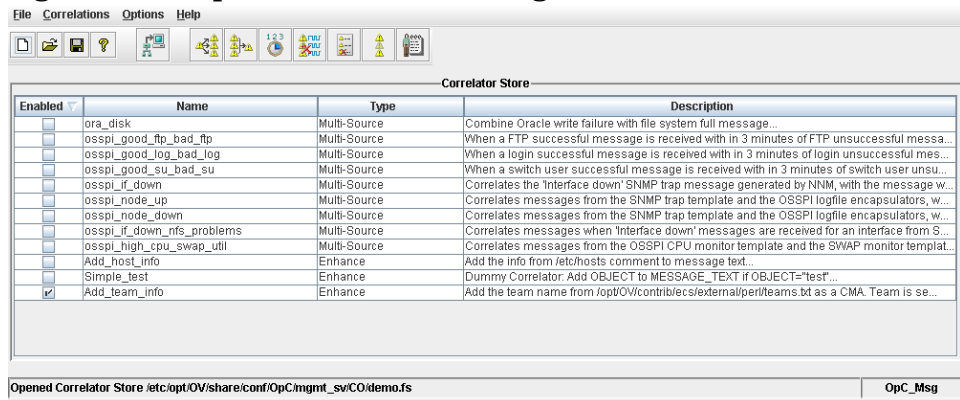 File Correlations Options Help
1 2 3
Correlator Store
Enabled Name Type Description
ora_disk Multi-Source Combine Oracle write failure with file system full message...
osspi_good_ftp_bad_ftp Multi-Source When a FTP successful message is received with in 3 minutes of FTP unsuccessful messa...
osspi_good_log_bad_log Multi-Source When a login successful message is received with in 3 minutes of login unsuccessful mes...
osspi_good_su_bad_su Multi-Source When a switch user successful message is received with in 3 minutes of switch user unsu...
osspi_if_down Multi-Source Correlates the 'Interface down' SNMP trap message generated by NNM, with the message w...
osspi_node_up Multi-Source Correlates messages from the SNMP trap template and the OSSPI logfile encapsulators, w...
osspi_node_down Multi-Source Correlates messages from the SNMP trap template and the OSSPI logfile encapsulators, w...
osspi_if_down_nfs_problems Multi-Source Correlates messages when 'Interface down' messages are received for an interface from S...
osspi_high_cpu_swap_util Multi-Source Correlates messages from the OSSPI CPU monitor template and the SWAP monitor templat...
Add_host_info Enhance Add the info from /etc/hosts comment to message text...
Simple_test Enhance Dummy Correlator: Add OBJECT to MESSAGE_TEXT if OBJECT="test"...
Add_team_info Enhance Add the team name from /opt/OV/contrib/ecs/external/perl/teams.txt as a CMA. Team is se...
Opened Correlator Store /etc/opt/OV/share/conf/OpC/mgmt_sv/CO/demo.fs OpC_Msg